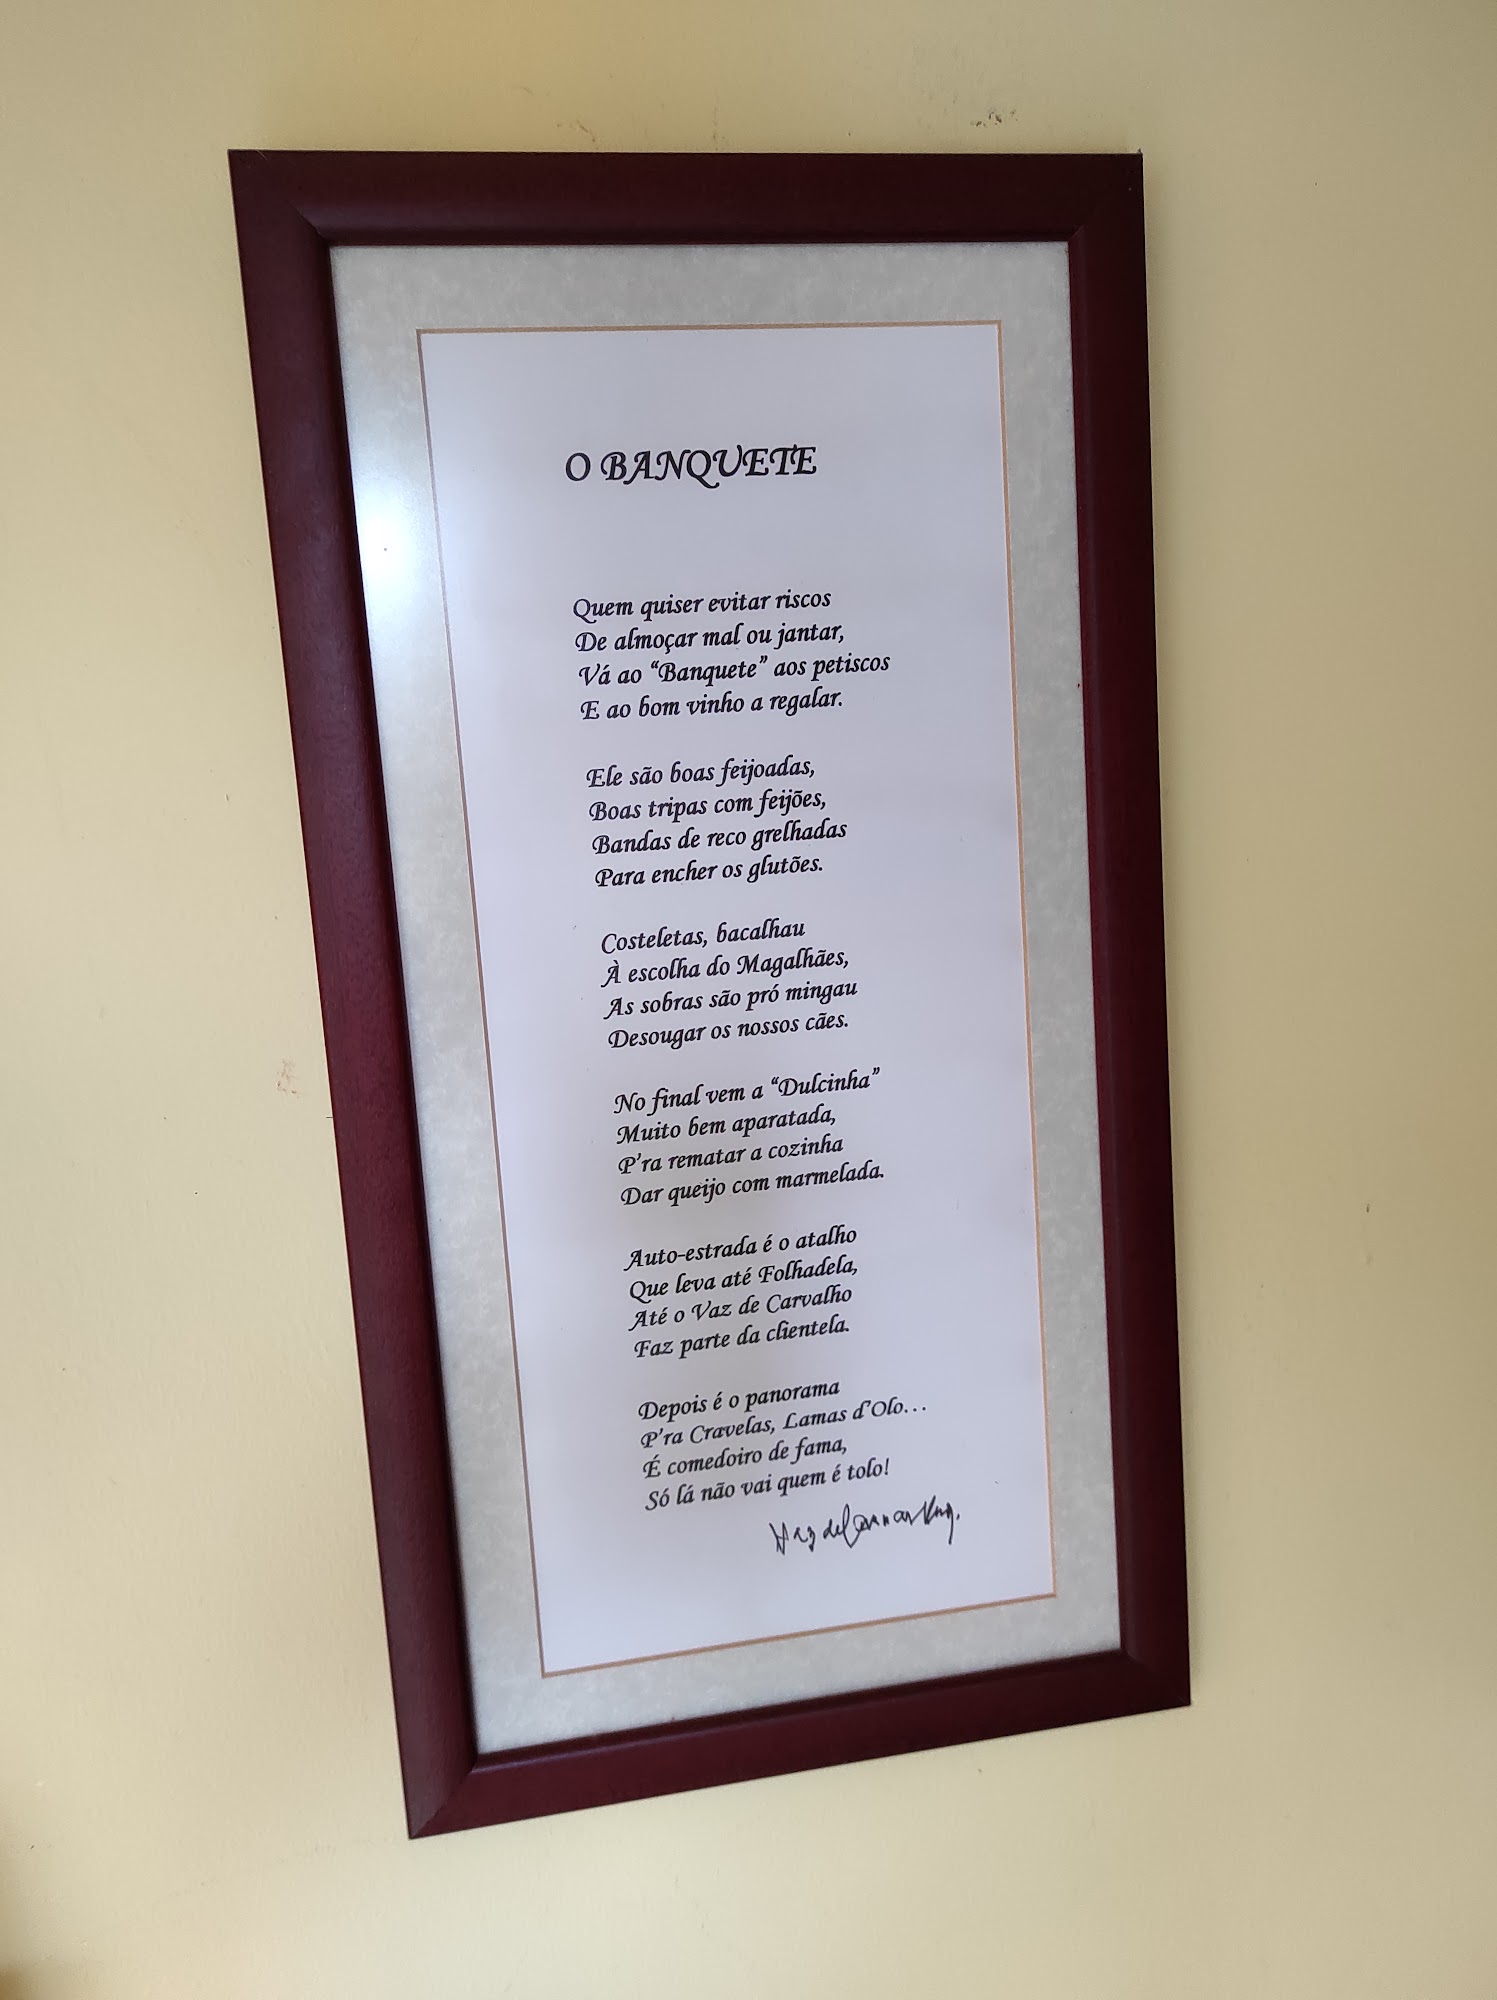 O BANQUETE
Quem quiser evitar riscos
De almoçar mal ou jantar,
Vá ao “Banquete” aos petiscos
E ao bom vinho a regalar.
Ele são boas feijoadas,
Boas tripas com feijões,
Bandas de reco grelhadas
Para encher os glutões.
Costeletas, bacalhau
À escolha do Magalhães,
As sobras são pró mingau
Desougar os nossos cães.
No final vem a “Dulcinha”
Muito bem aparatada,
P’ra rematar a cozinha
Dar queijo com marmelada.
Auto-estrada é o atalho
Que leva até Folhadela,
Até o Vaz de Carvalho
Faz parte da clientela.
Depois é o panorama
P’ra Cravelas, Lamas d’Olo…
É comedoiro de fama,
Só lá não vai quem é tolo!
Vaz de Carvalho